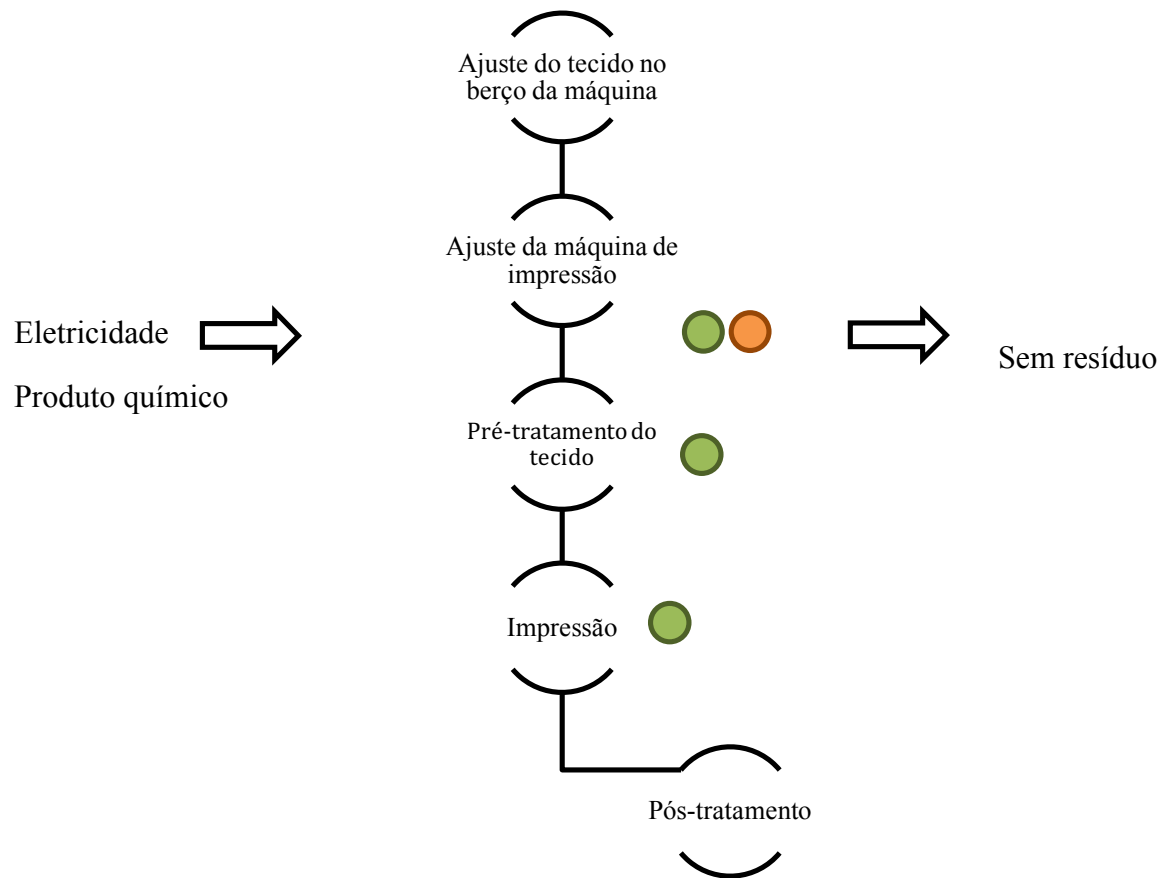 Ajuste do tecido no
berço da máquina
Ajuste da máquina de
impressão
Eletricidade
Produto químico
Sem resíduo
Pré-tratamento do
tecido
Impressão
Pós-tratamento